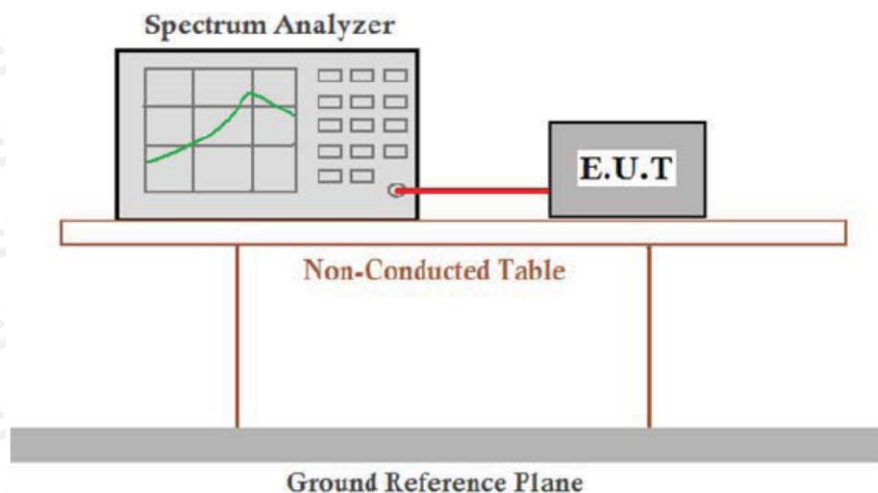 Spectrum Analyzer
E.U.T
Non-Conducted Table
Ground Reference Plane